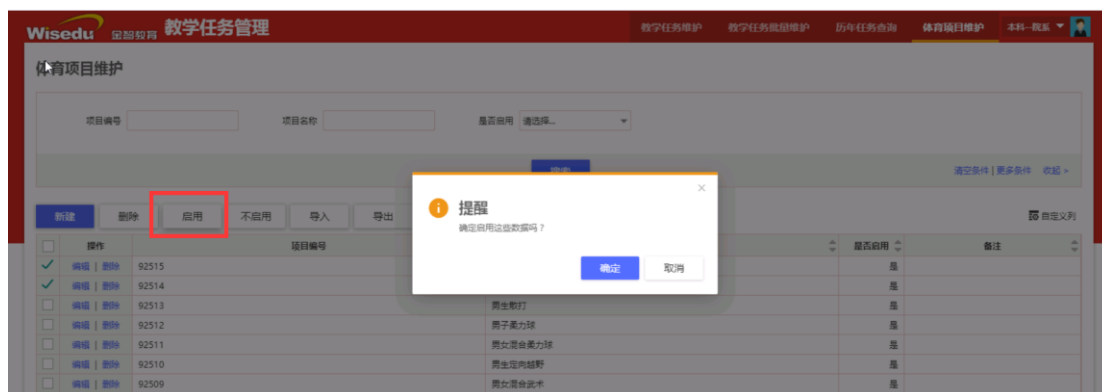 Wisedu 金智教育 教学任务管理 教学任务维护 教学任务批量维护 历年任务查询 体育项目维护 本科--院系
体育项目维护
项目编号 项目名称 是否启用 请选择...
清空条件 | 更多条件 收起
提醒
确定启用这些数据吗？
新建 删除 启用 不启用 导入 导出 自定义列
操作 项目编号 是否启用 备注
确定 取消
编辑 | 删除 92515 是
编辑 | 删除 92514 是
编辑 | 删除 92513 男生散打 是
编辑 | 删除 92512 男子柔力球 是
编辑 | 删除 92511 男女混合柔力球 是
编辑 | 删除 92510 男生定向越野 是
编辑 | 删除 92509 男女混合武术 是